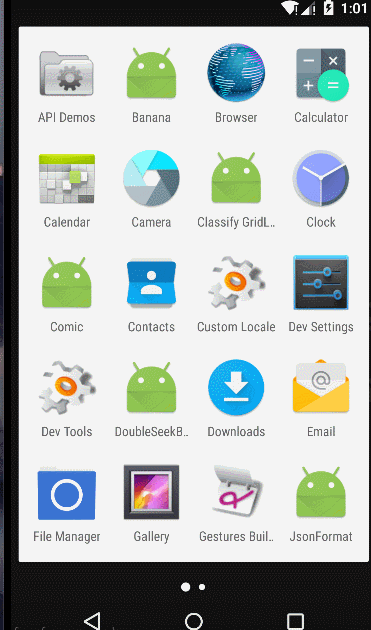 1:01
API Demos
Banana
Browser
Calculator
Calendar
Camera
Classify GridL..
Clock
Comic
Contacts
Custom Locale
Dev Settings
Dev Tools
DoubleSeekB..
Downloads
Email
File Manager
Gallery
Gestures Buil..
JsonFormat